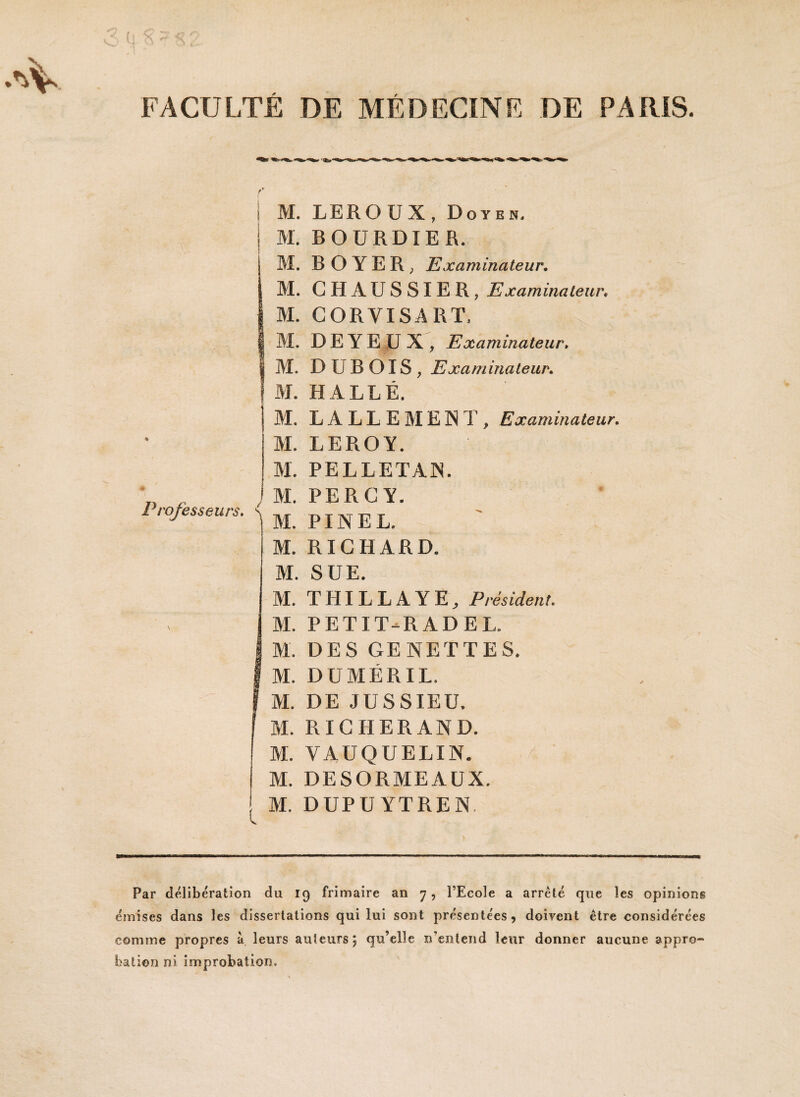 348782
FACULTÉ DE MÉDECINE DE PARIS.
M. LEROUX, DOYEN.
M. BOURDIER.
M. BOYER, Examinateur.
M. CHAUSSIER, Examinateur.
M. CORVISART.
M. DEYEUX, Examinateur.
M. DUBOIS, Examinateur.
M. HALLÉ.
M. LALLEMENT, Examinateur.
M. LEROY.
M. PELLETAN.
Professeurs.
M. PERCY.
M. PINEL.
M. RICHARD.
M. SUE.
M. THILLAYE, Président.
M. PETIT-RADEL.
M. DES GENETTES.
M. DUMÉRIL.
M. DE JUSSIEU.
M. RICHERAND.
M. VAUQUELIN.
M. DESORMEAUX.
M. DUPUYTREN.
Par délibération du 19 frimaire an 7, l'Ecole a arrêté que les opinions
émises dans les dissertations qui lui sont présentées, doivent être considérées
comme propres à leurs auteurs; qu'elle n'entend leur donner aucune appro-
bation ni improbation.